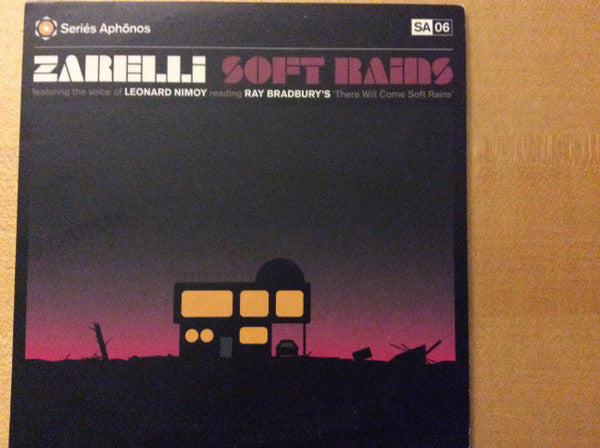 Seriés Aphōnos
SA 06
ZARELLi SOFT RAiNS
featuring the voice of LEONARD NIMOY reading RAY BRADBURY'S 'There Will Come Soft Rains'